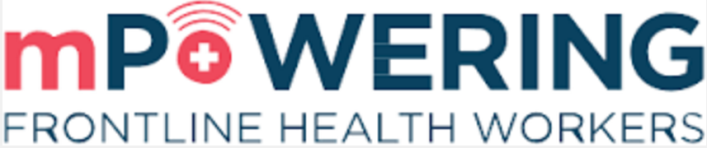 mPOWERING
FRONTLINE HEALTH WORKERS